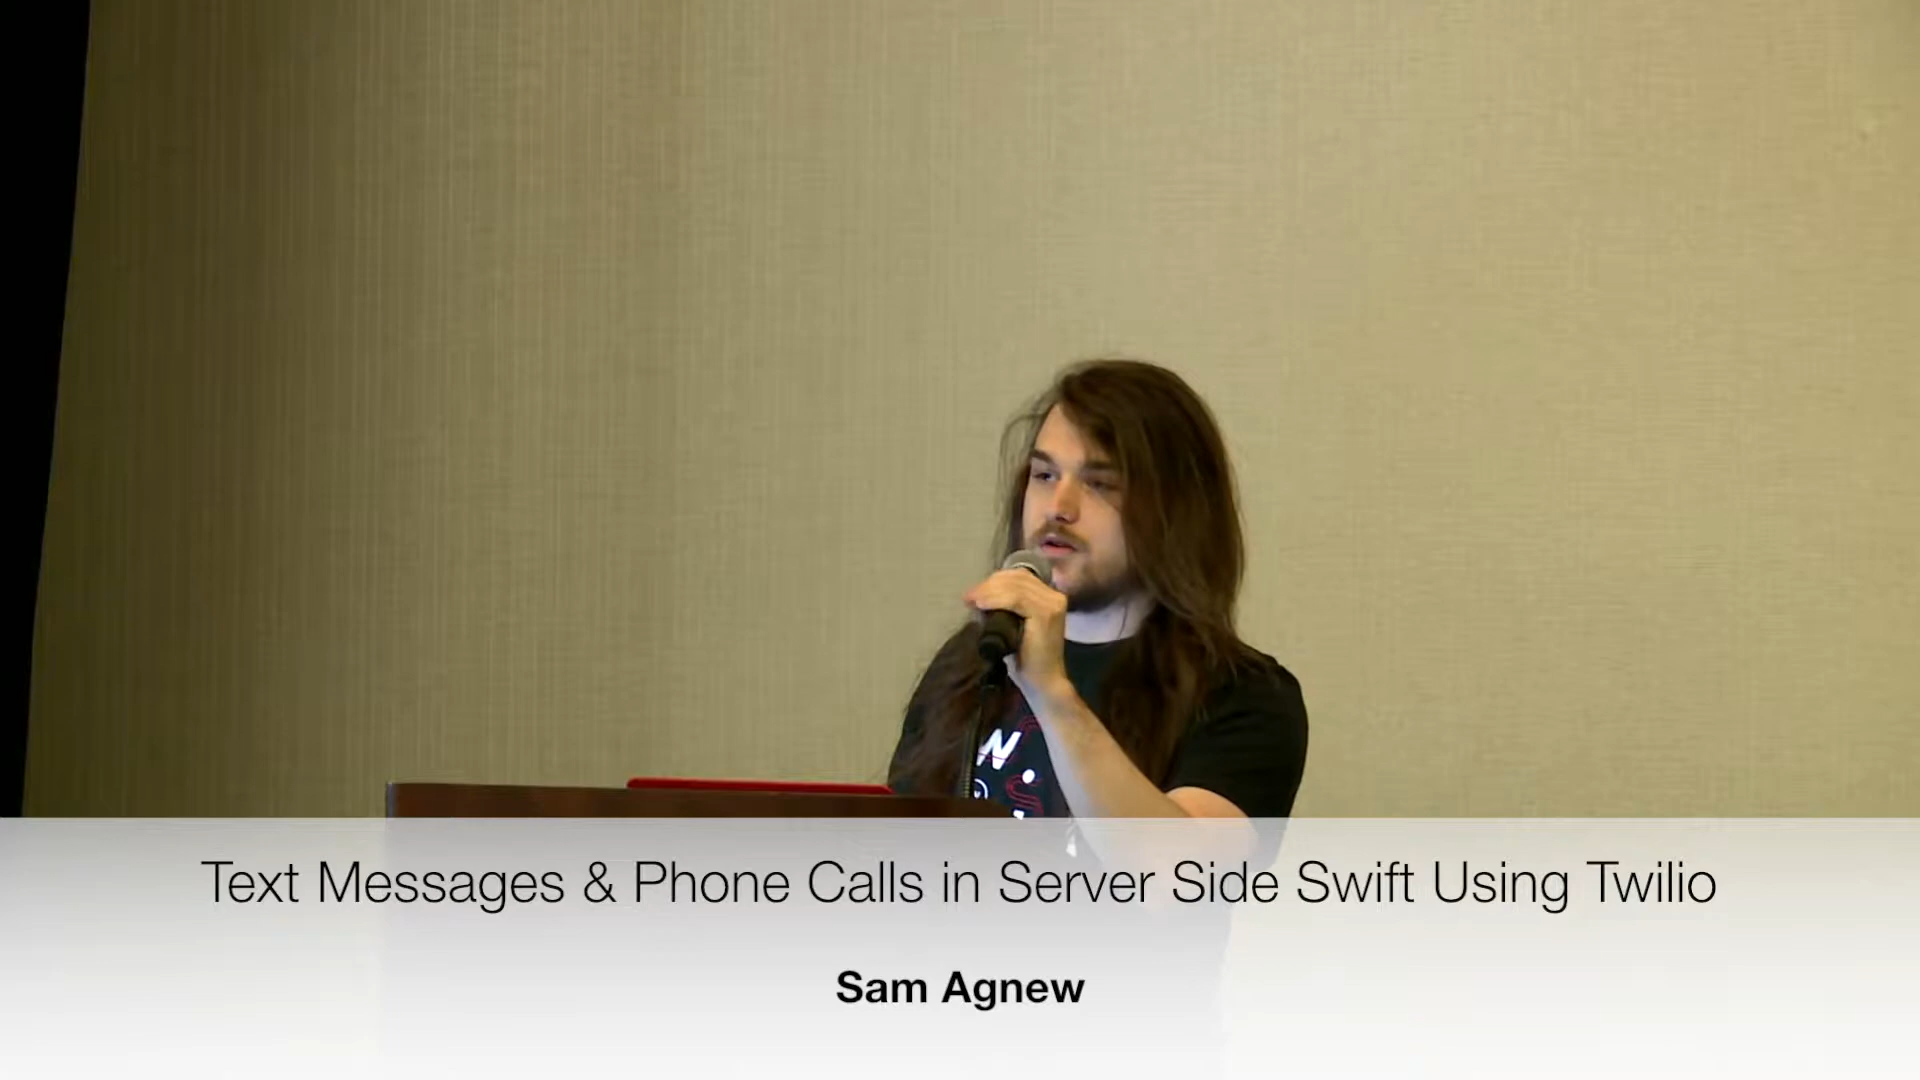 Text Messages & Phone Calls in Server Side Swift Using Twilio
Sam Agnew